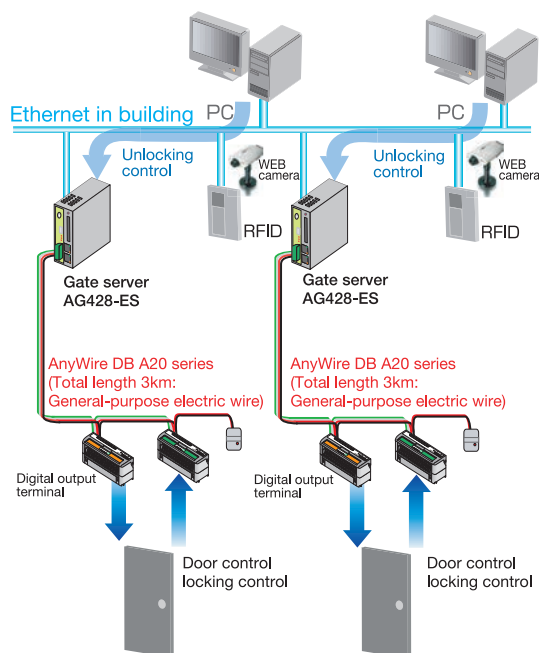 Ethernet in building
PC
PC
Unlocking
control
WEB
camera
Unlocking
control
WEB
camera
RFID
RFID
Gate server
AG428-ES
Gate server
AG428-ES
AnyWire DB A20 series
(Total length 3km:
General-purpose electric wire)
AnyWire DB A20 series
(Total length 3km:
General-purpose electric wire)
Digital output
terminal
Digital output
terminal
Door control
locking control
Door control
locking control